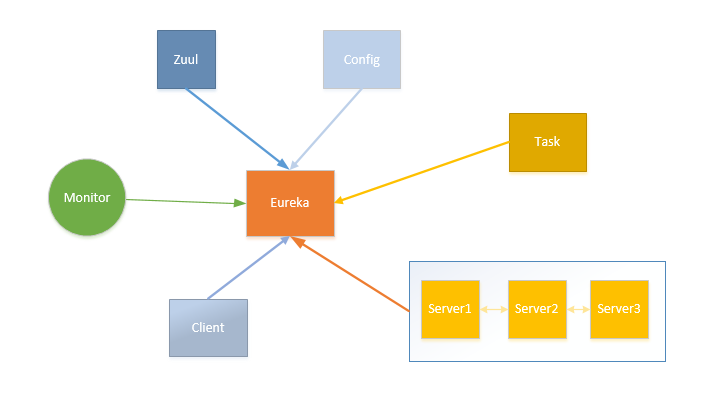 Zuul
Config
Task
Monitor
Eureka
Server1
Server2
Server3
Client